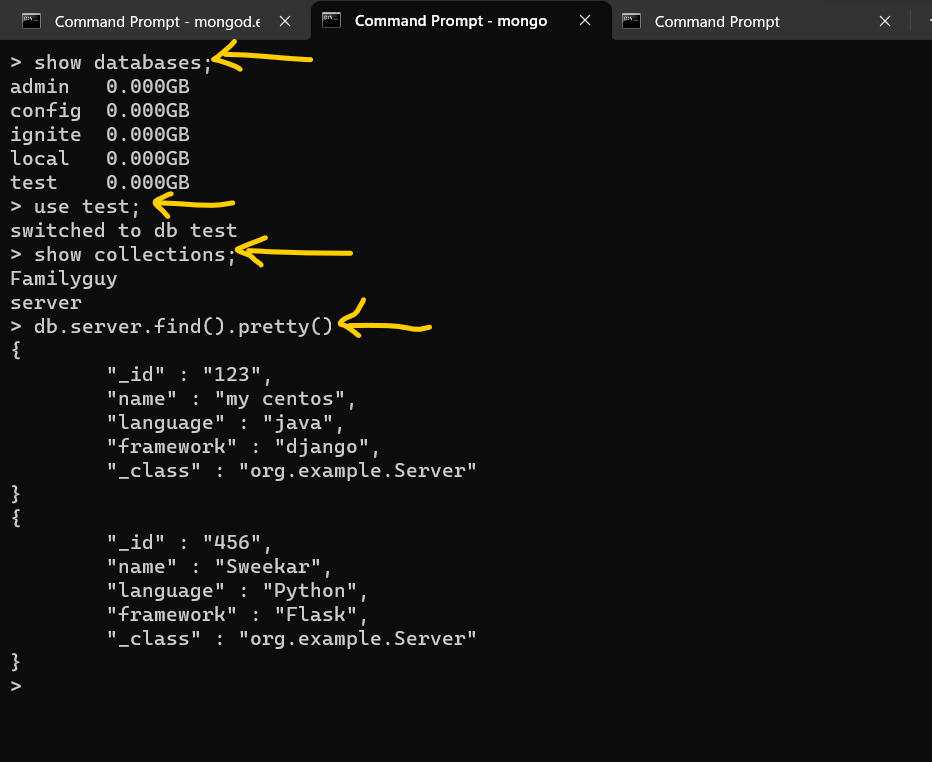 Command Prompt - mongod.e
Command Prompt - mongo
Command Prompt
> show databases;
admin   0.000GB
config  0.000GB
ignite  0.000GB
local   0.000GB
test    0.000GB
> use test;
switched to db test
> show collections;
Familyguy
server
> db.server.find().pretty()
{
        "_id" : "123",
        "name" : "my centos",
        "language" : "java",
        "framework" : "django",
        "_class" : "org.example.Server"
}
{
        "_id" : "456",
        "name" : "Sweekar",
        "language" : "Python",
        "framework" : "Flask",
        "_class" : "org.example.Server"
}
>